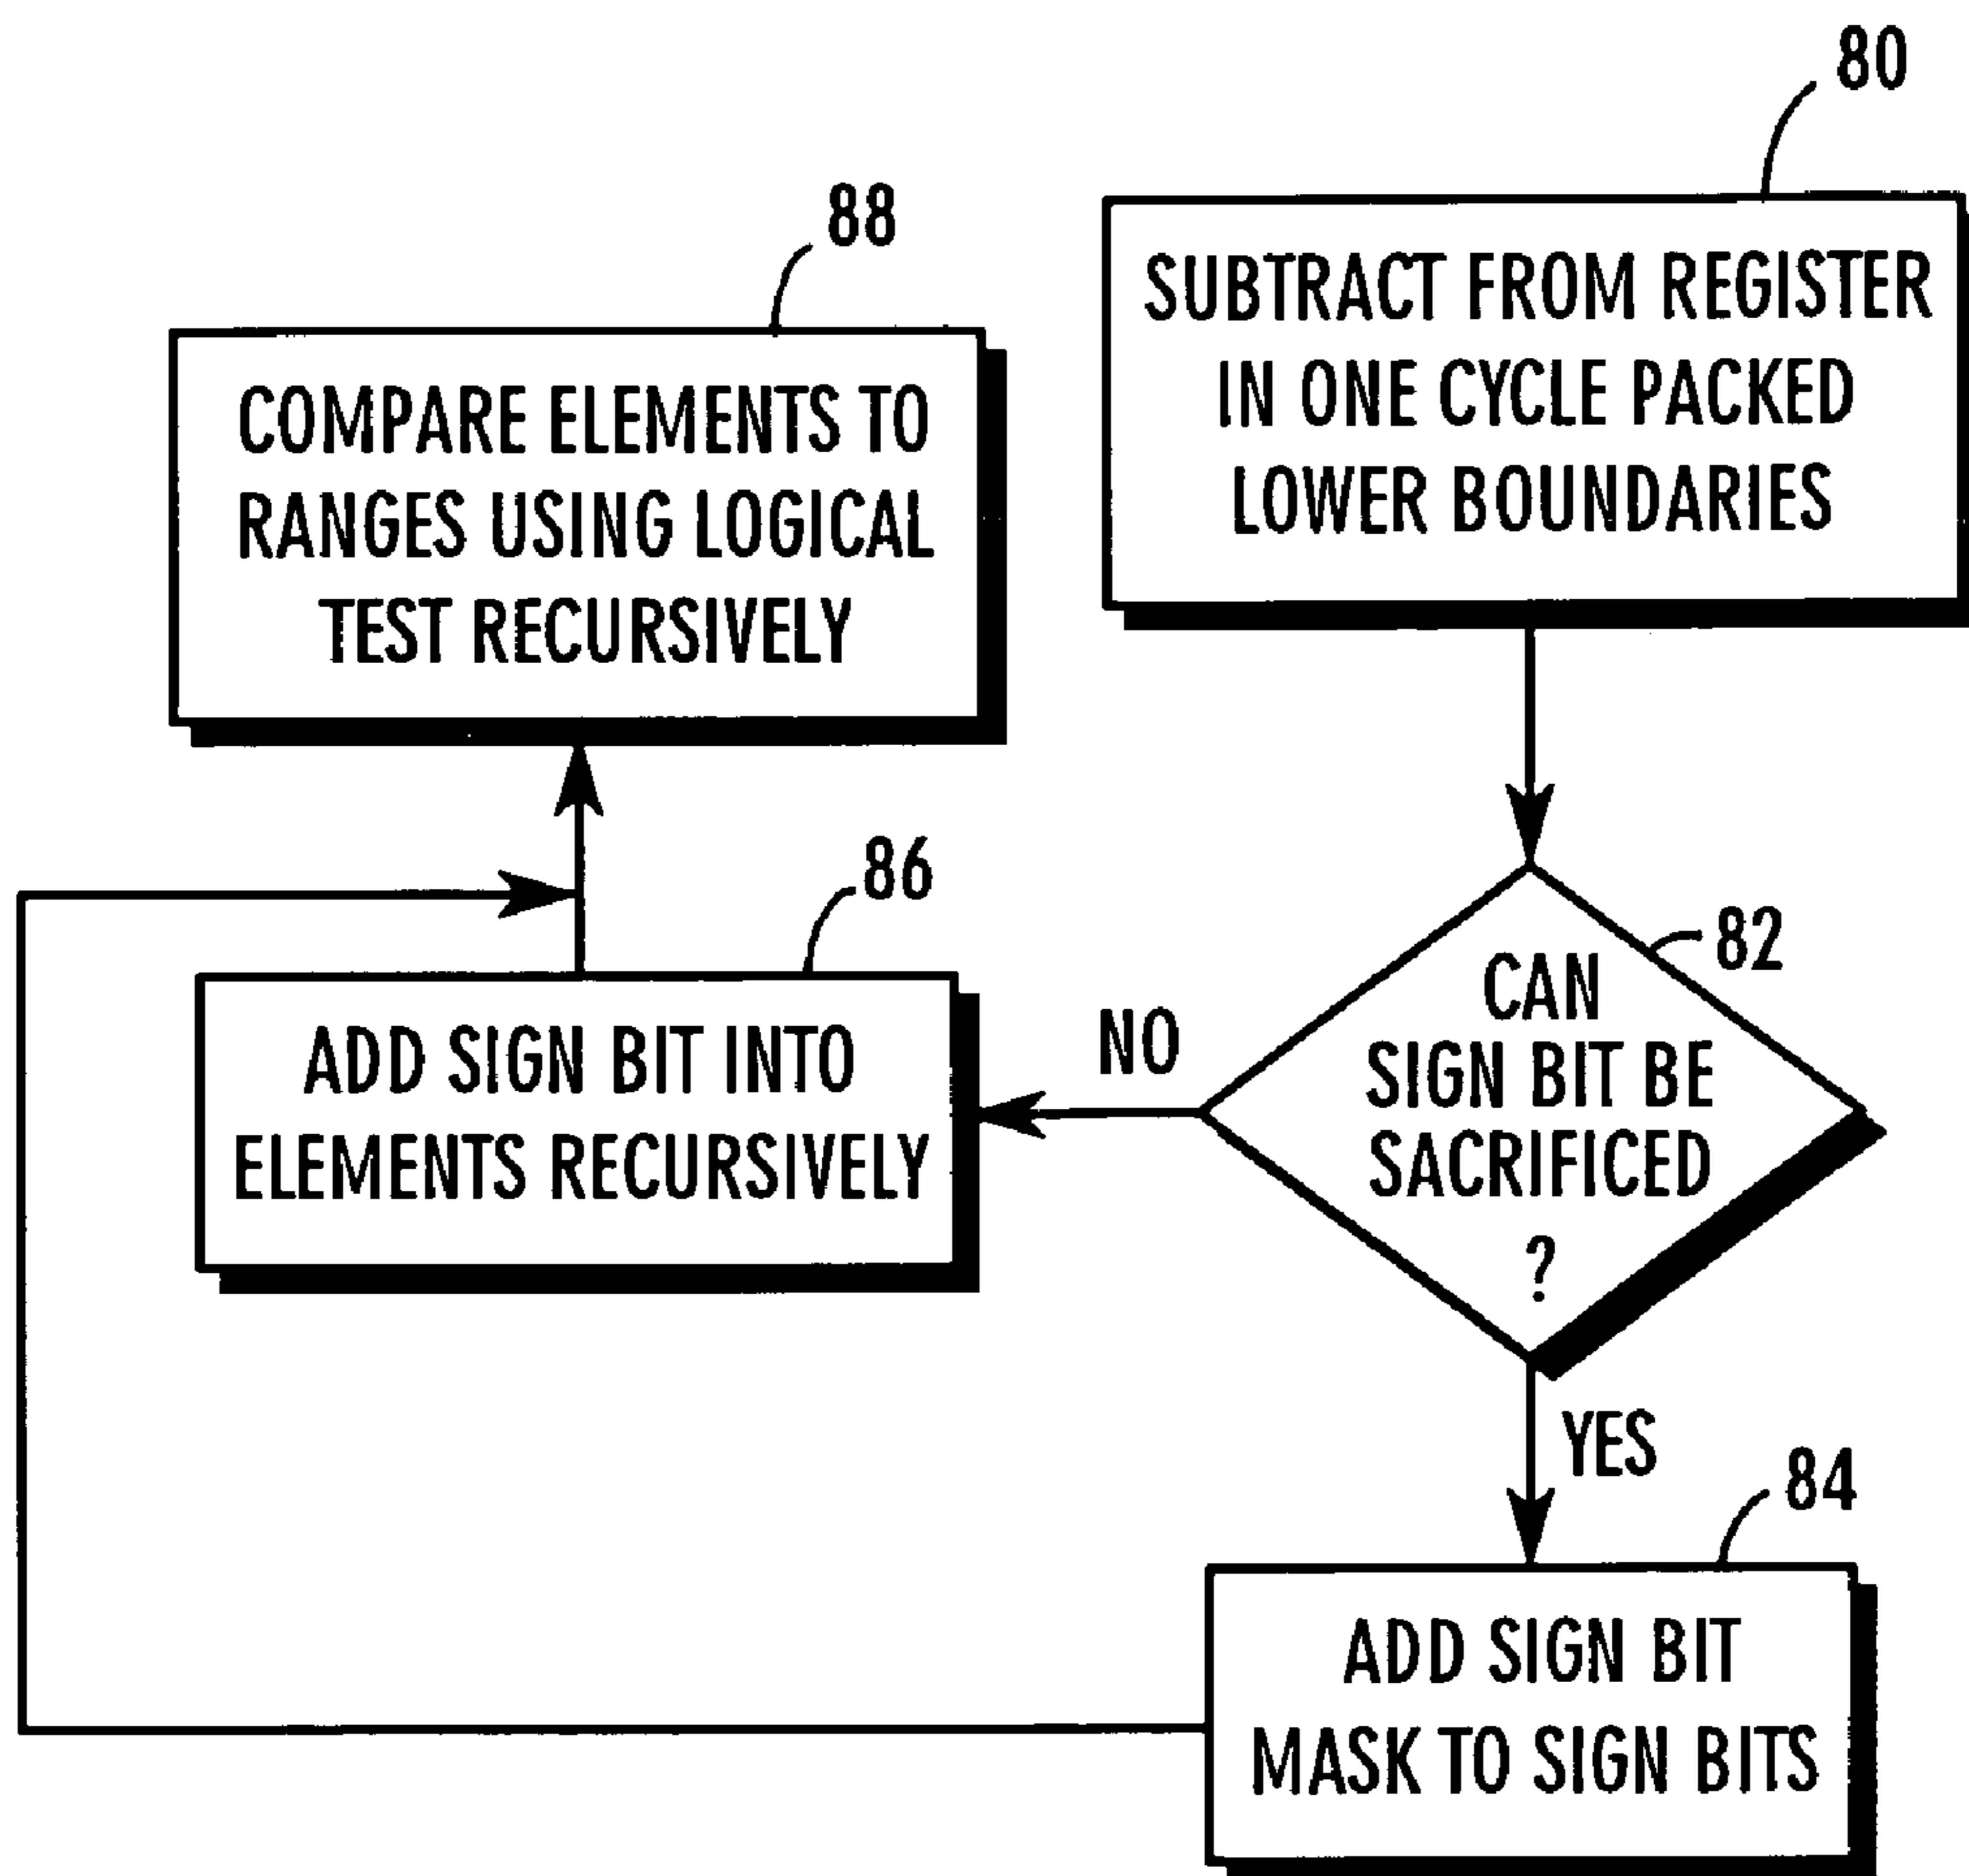 80
SUBTRACT FROM REGISTER
IN ONE CYCLE PACKED
LOWER BOUNDARIES
82
CAN
SIGN BIT BE
SACRIFICED
?
NO
YES
84
ADD SIGN BIT
MASK TO SIGN BITS
86
ADD SIGN BIT INTO
ELEMENTS RECURSIVELY
88
COMPARE ELEMENTS TO
RANGES USING LOGICAL
TEST RECURSIVELY